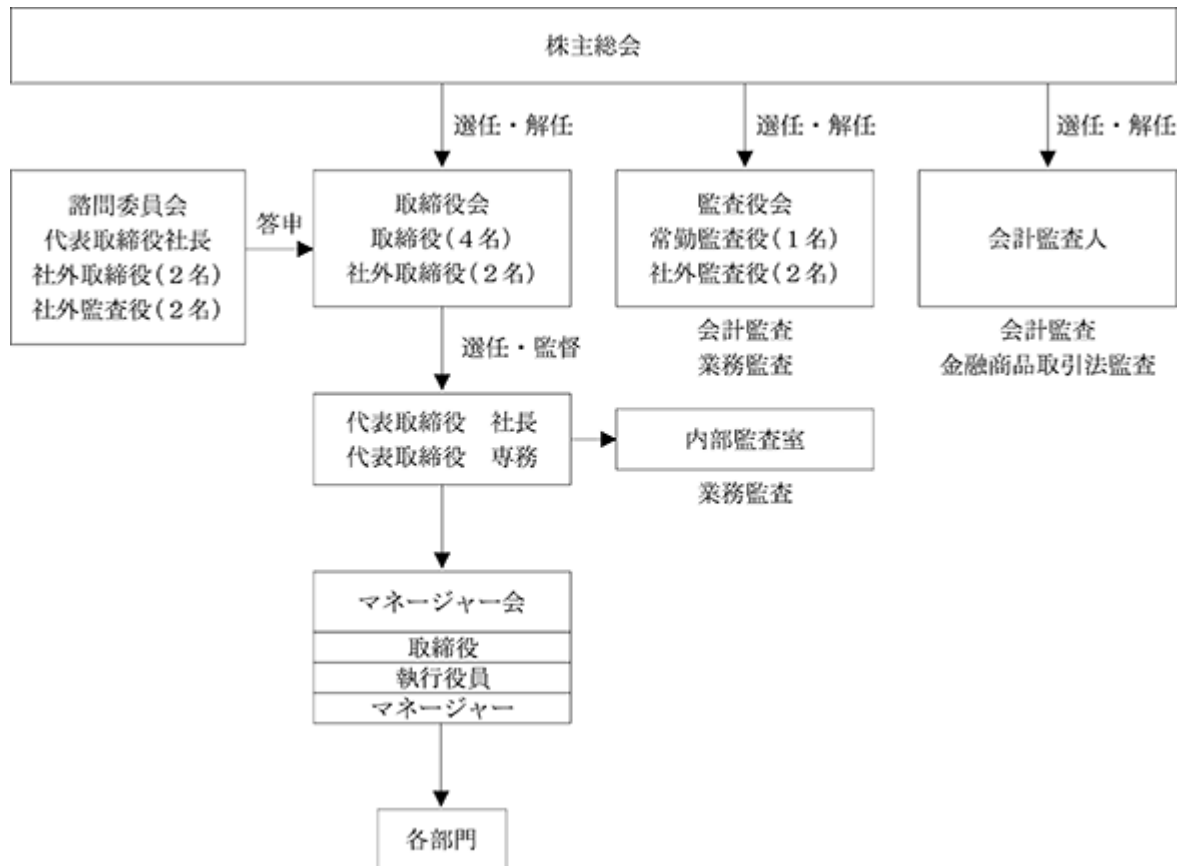 株主総会
選任・解任
選任・解任
選任・解任
諮問委員会
代表取締役社長
社外取締役(2名)
社外監査役(2名)
答申
取締役会
取締役(4名)
社外取締役(2名)
監査役会
常勤監査役(1名)
社外監査役(2名)
会計監査
業務監査
会計監査人
会計監査
金融商品取引法監査
選任・監督
代表取締役　社長
代表取締役　専務
内部監査室
業務監査
マネージャー会
取締役
執行役員
マネージャー
各部門